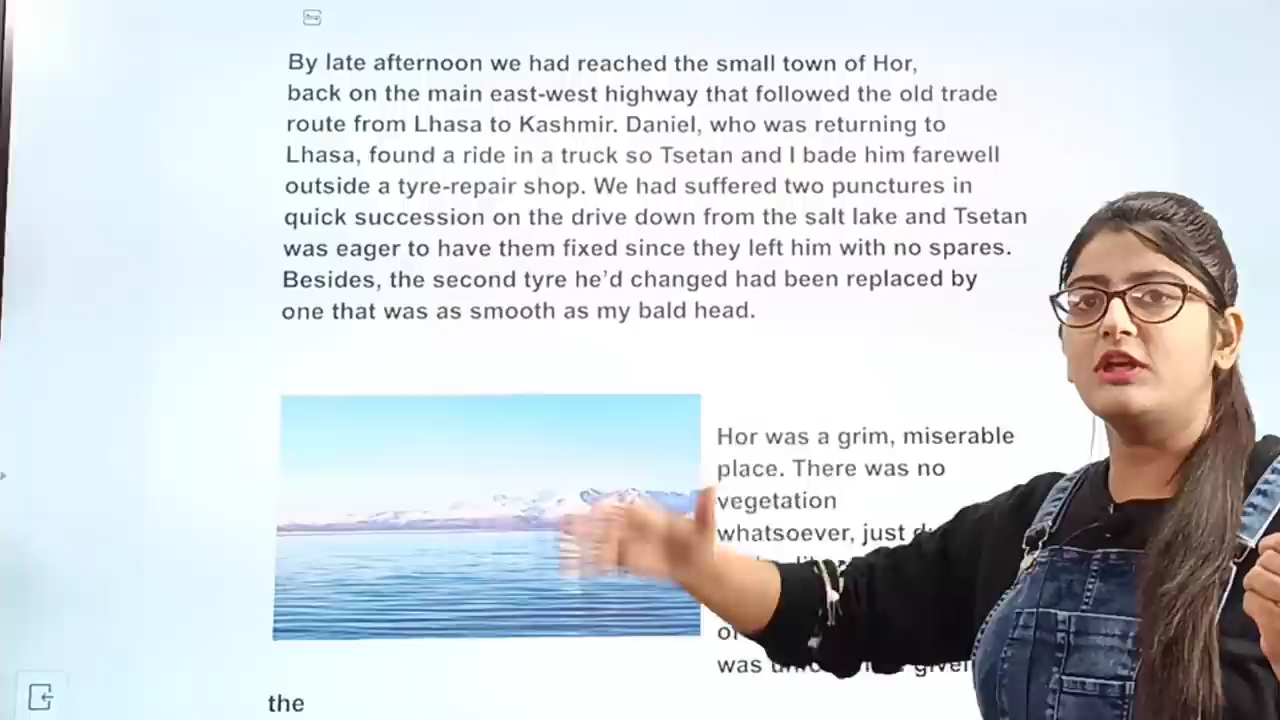 By late afternoon we had reached the small town of Hor,
back on the main east-west highway that followed the old trade
route from Lhasa to Kashmir. Daniel, who was returning to
Lhasa, found a ride in a truck so Tsetan and I bade him farewell
outside a tyre-repair shop. We had suffered two punctures in
quick succession on the drive down from the salt lake and Tsetan
was eager to have them fixed since they left him with no spares.
Besides, the second tyre he’d changed had been replaced by
one that was as smooth as my bald head.
Hor was a grim, miserable
place. There was no
vegetation
whatsoever, just
was
the